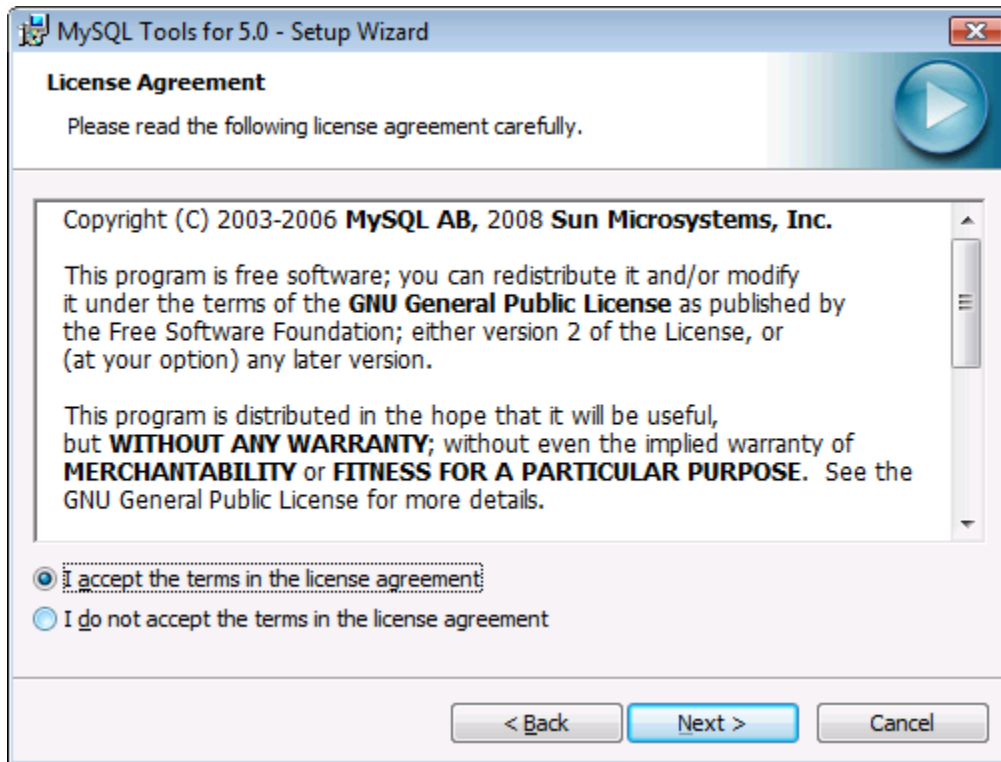 MySQL Tools for 5.0 - Setup Wizard
License Agreement
Please read the following license agreement carefully.
Copyright (C) 2003-2006 MySQL AB, 2008 Sun Microsystems, Inc.
This program is free software; you can redistribute it and/or modify
it under the terms of the GNU General Public License as published by
the Free Software Foundation; either version 2 of the License, or
(at your option) any later version.
This program is distributed in the hope that it will be useful,
but WITHOUT ANY WARRANTY; without even the implied warranty of
MERCHANTABILITY or FITNESS FOR A PARTICULAR PURPOSE.  See the
GNU General Public License for more details.
I accept the terms in the license agreement
I do not accept the terms in the license agreement
< Back
Next >
Cancel